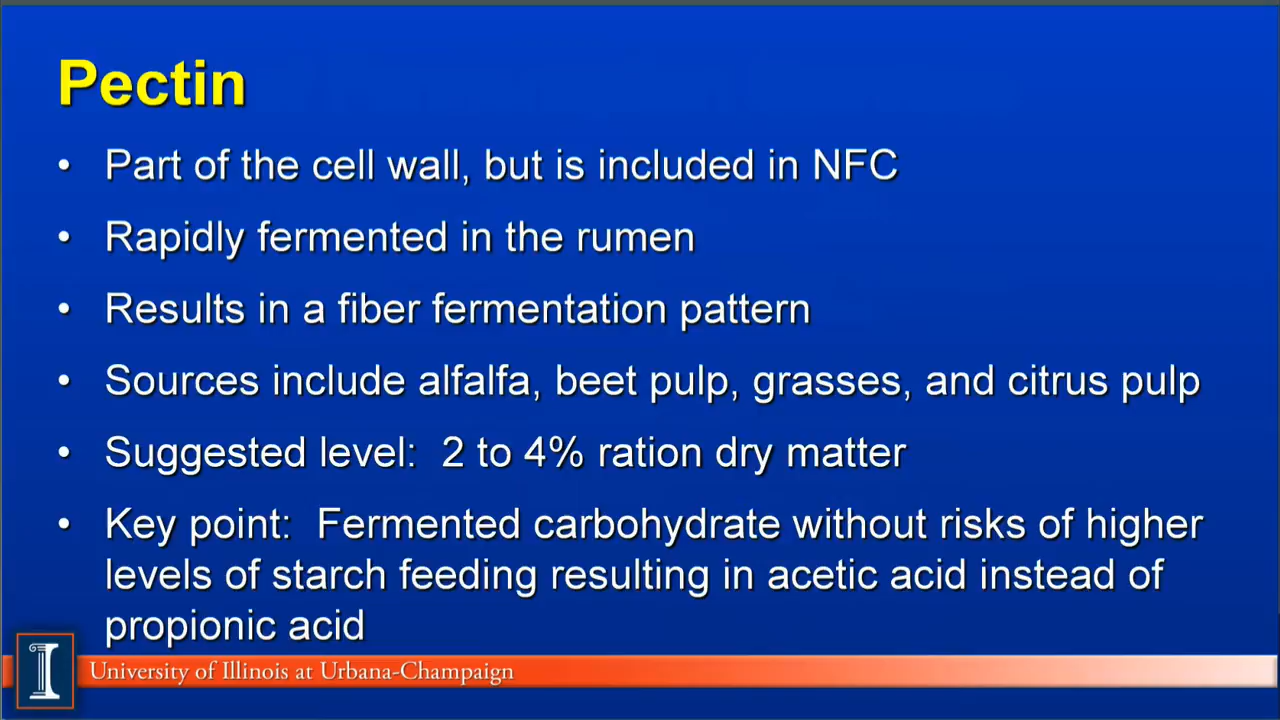 Pectin
• Part of the cell wall, but is included in NFC
• Rapidly fermented in the rumen
• Results in a fiber fermentation pattern
• Sources include alfalfa, beet pulp, grasses, and citrus pulp
• Suggested level:  2 to 4% ration dry matter
• Key point:  Fermented carbohydrate without risks of higher
levels of starch feeding resulting in acetic acid instead of
propionic acid
I
University of Illinois at Urbana-Champaign